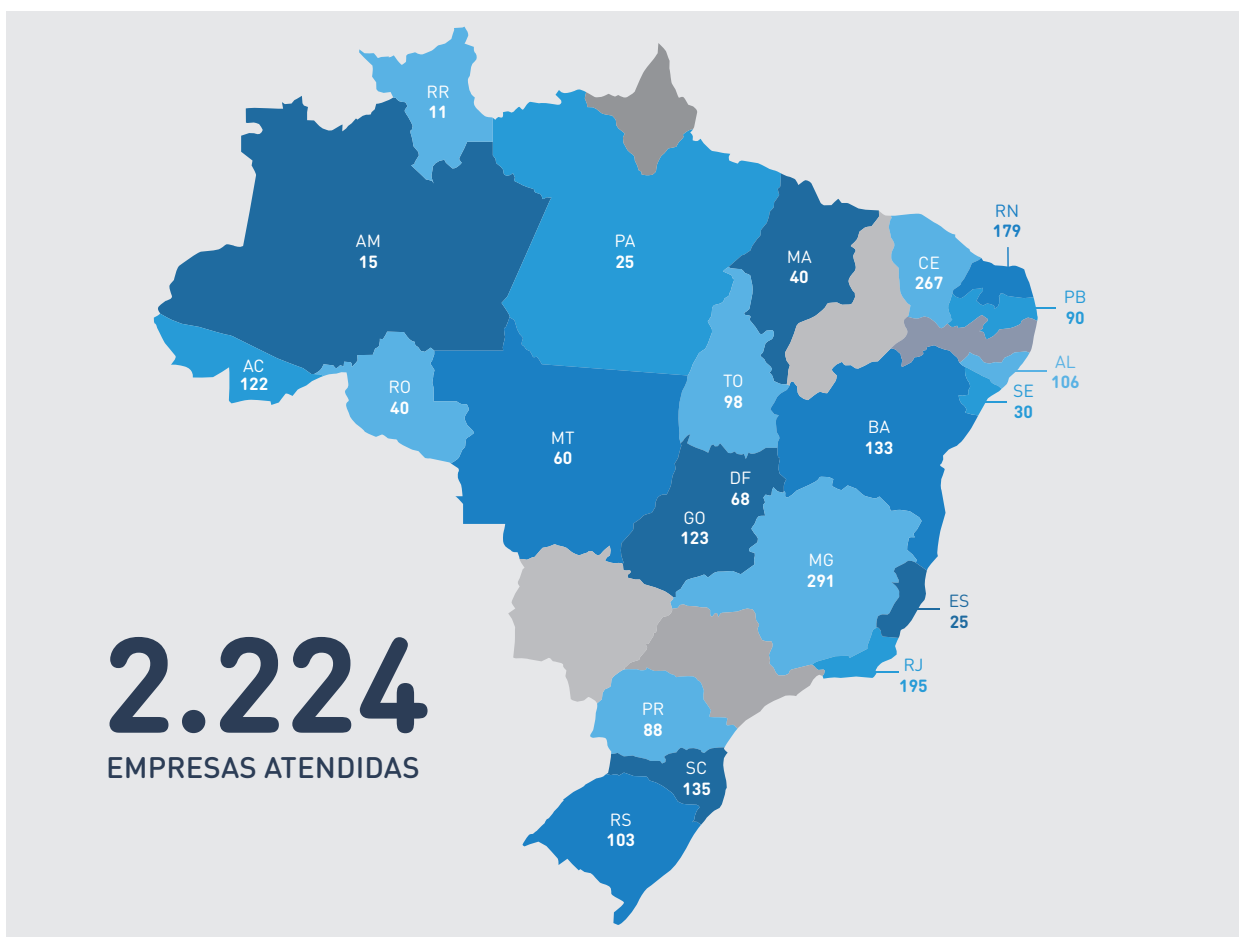 RR
11
AM
15
PA
25
MA
40
CE
267
RN
179
PB
90
AL
106
SE
30
AC
122
RO
40
TO
98
MT
60
BA
133
DF
68
GO
123
MG
291
ES
25
RJ
195
PR
88
SC
135
RS
103
2.224
EMPRESAS ATENDIDAS